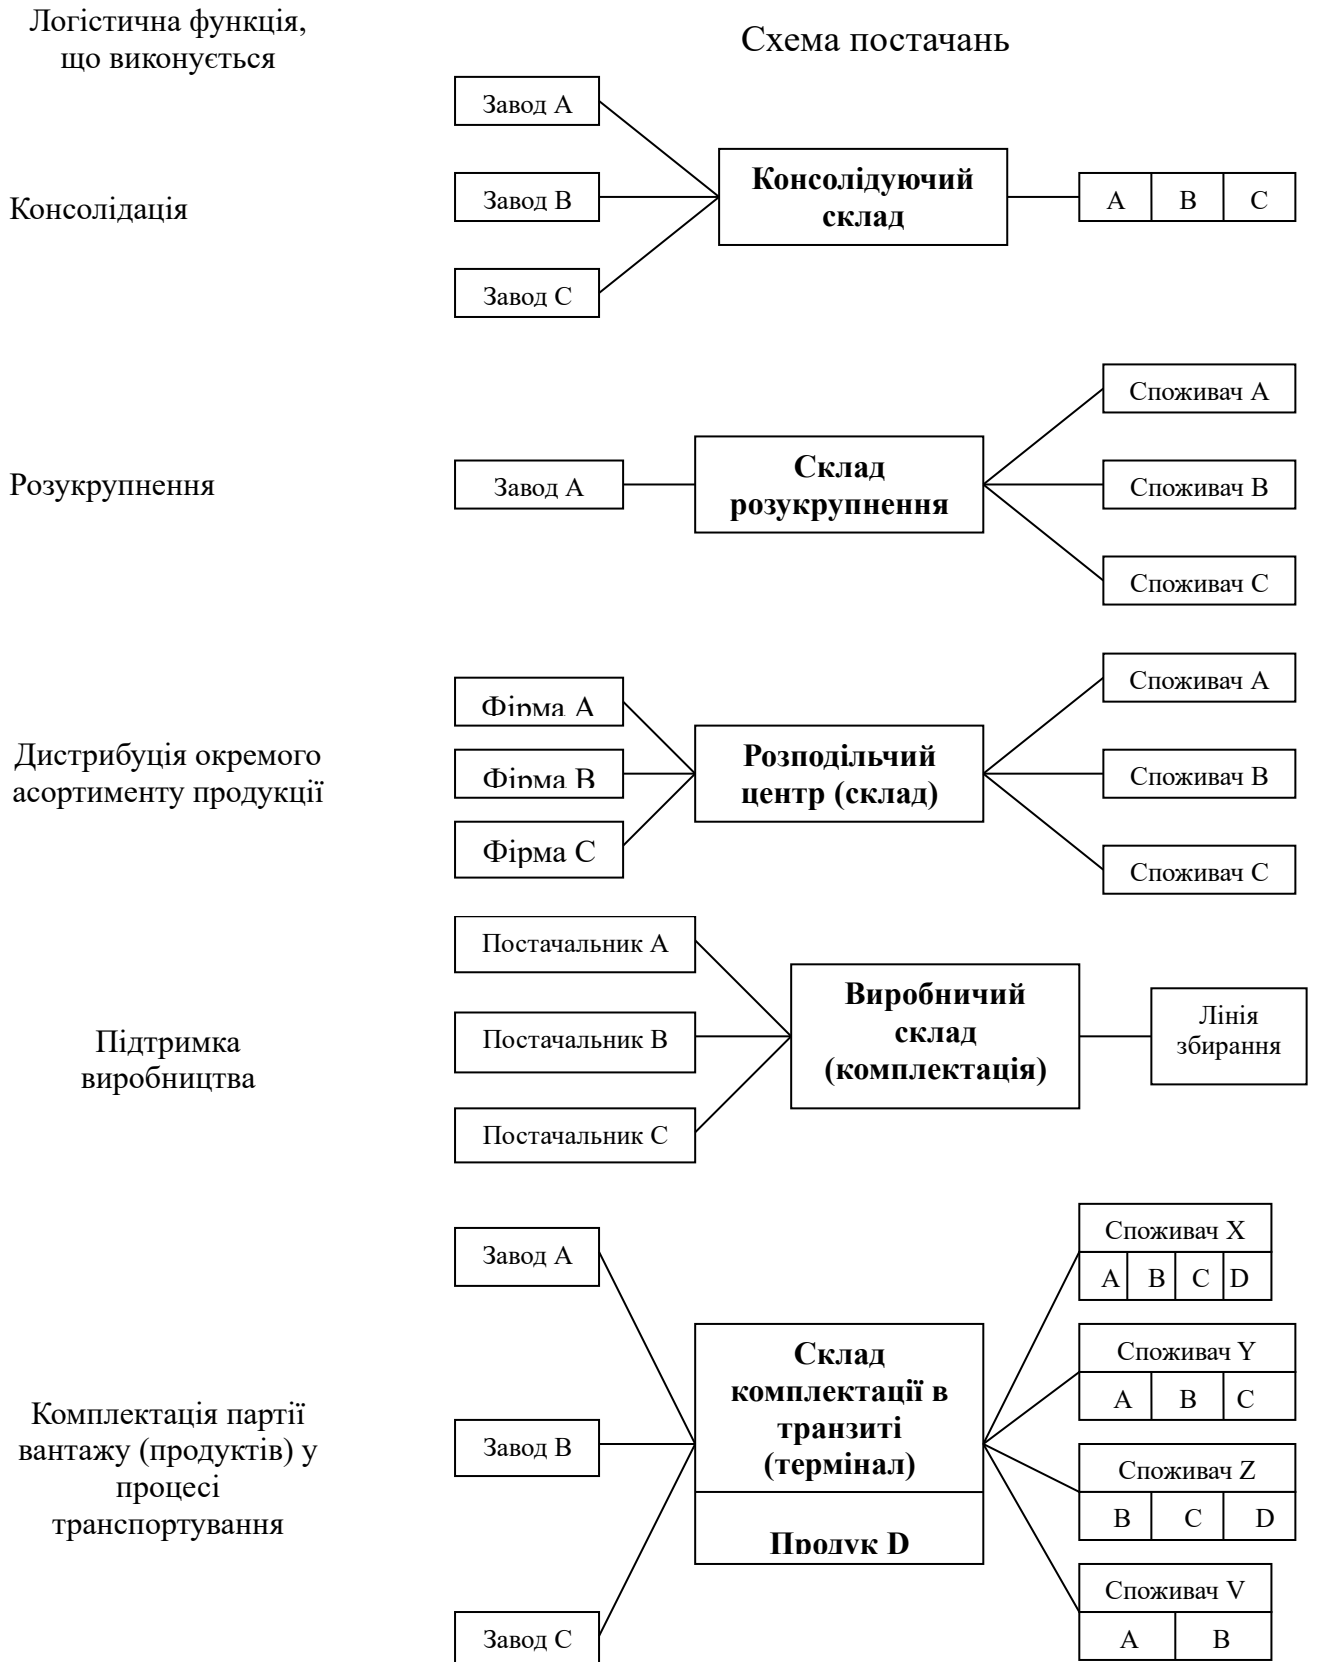 Логістична функція,
що виконується
Схема постачань
Консолідація
Завод А
Завод В
Завод С
Консолідуючий
склад
А В С
Розукрупнення
Завод А
Склад
розукрупнення
Споживач А
Споживач В
Споживач С
Дистрибуція окремого
асортименту продукції
Фірма А
Фірма В
Фірма С
Розподільчий
центр (склад)
Споживач А
Споживач В
Споживач С
Підтримка
виробництва
Постачальник А
Постачальник В
Постачальник С
Виробничий
склад
(комплектація)
Лінія
збирання
Комплектація партії
вантажу (продуктів) у
процесі
транспортування
Завод А
Завод В
Завод С
Склад
комплектації в
транзиті
(термінал)
Продук D
Споживач X
А В С D
Споживач Y
А В С
Споживач Z
В С D
Споживач V
А В